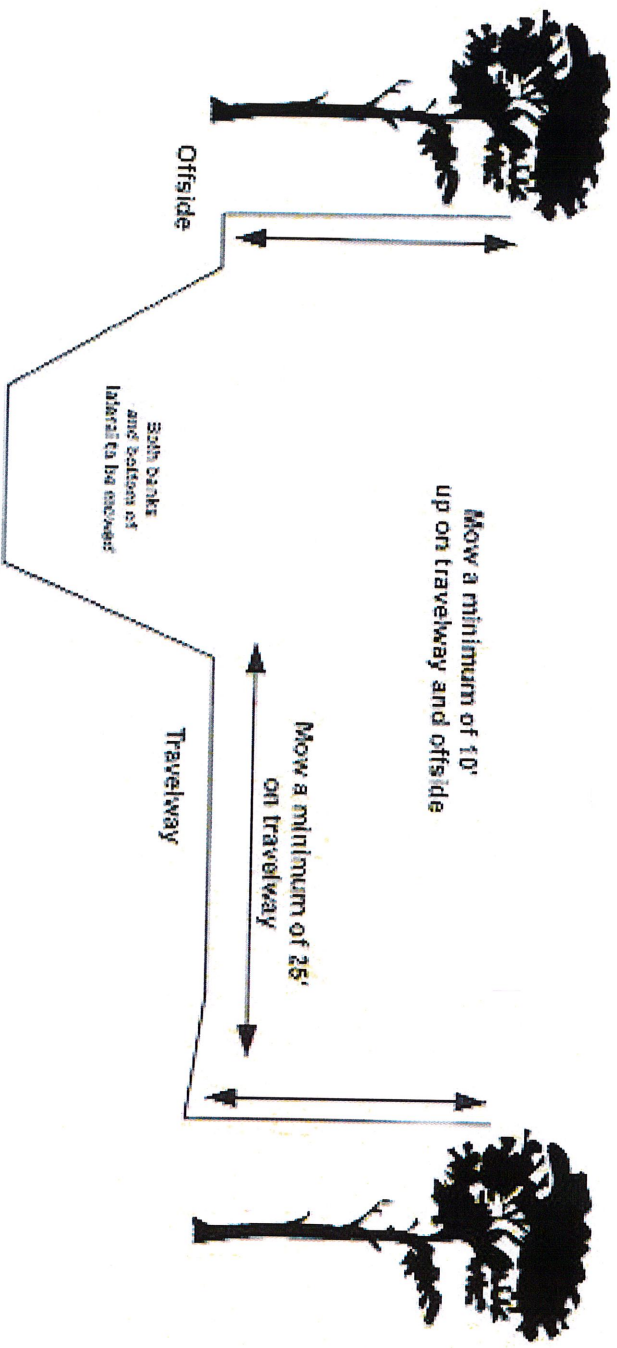 Mow a minimum of 10'
up on travelway and offside
Mow a minimum of 25'
on travelway
Offside
Both banks
and bottom of
lateral to be mowed
Travelway